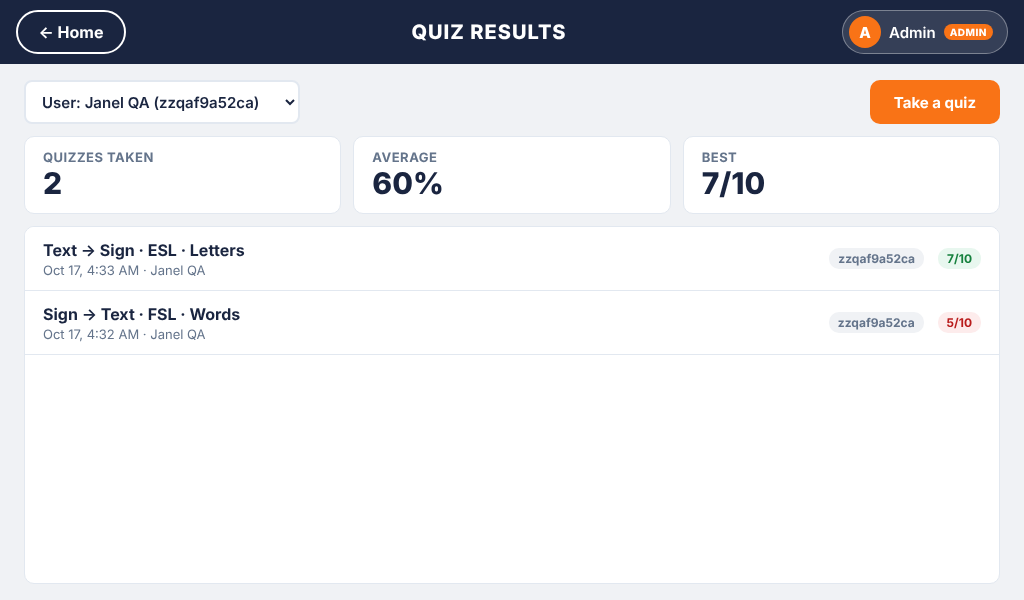 ← Home
QUIZ RESULTS
A Admin ADMIN
User: Janel QA (zzqaf9a52ca)
Take a quiz
QUIZZES TAKEN
2
AVERAGE
60%
BEST
7/10
Text → Sign · ESL · Letters
Oct 17, 4:33 AM · Janel QA
zzqaf9a52ca 7/10
Sign → Text · FSL · Words
Oct 17, 4:32 AM · Janel QA
zzqaf9a52ca 5/10